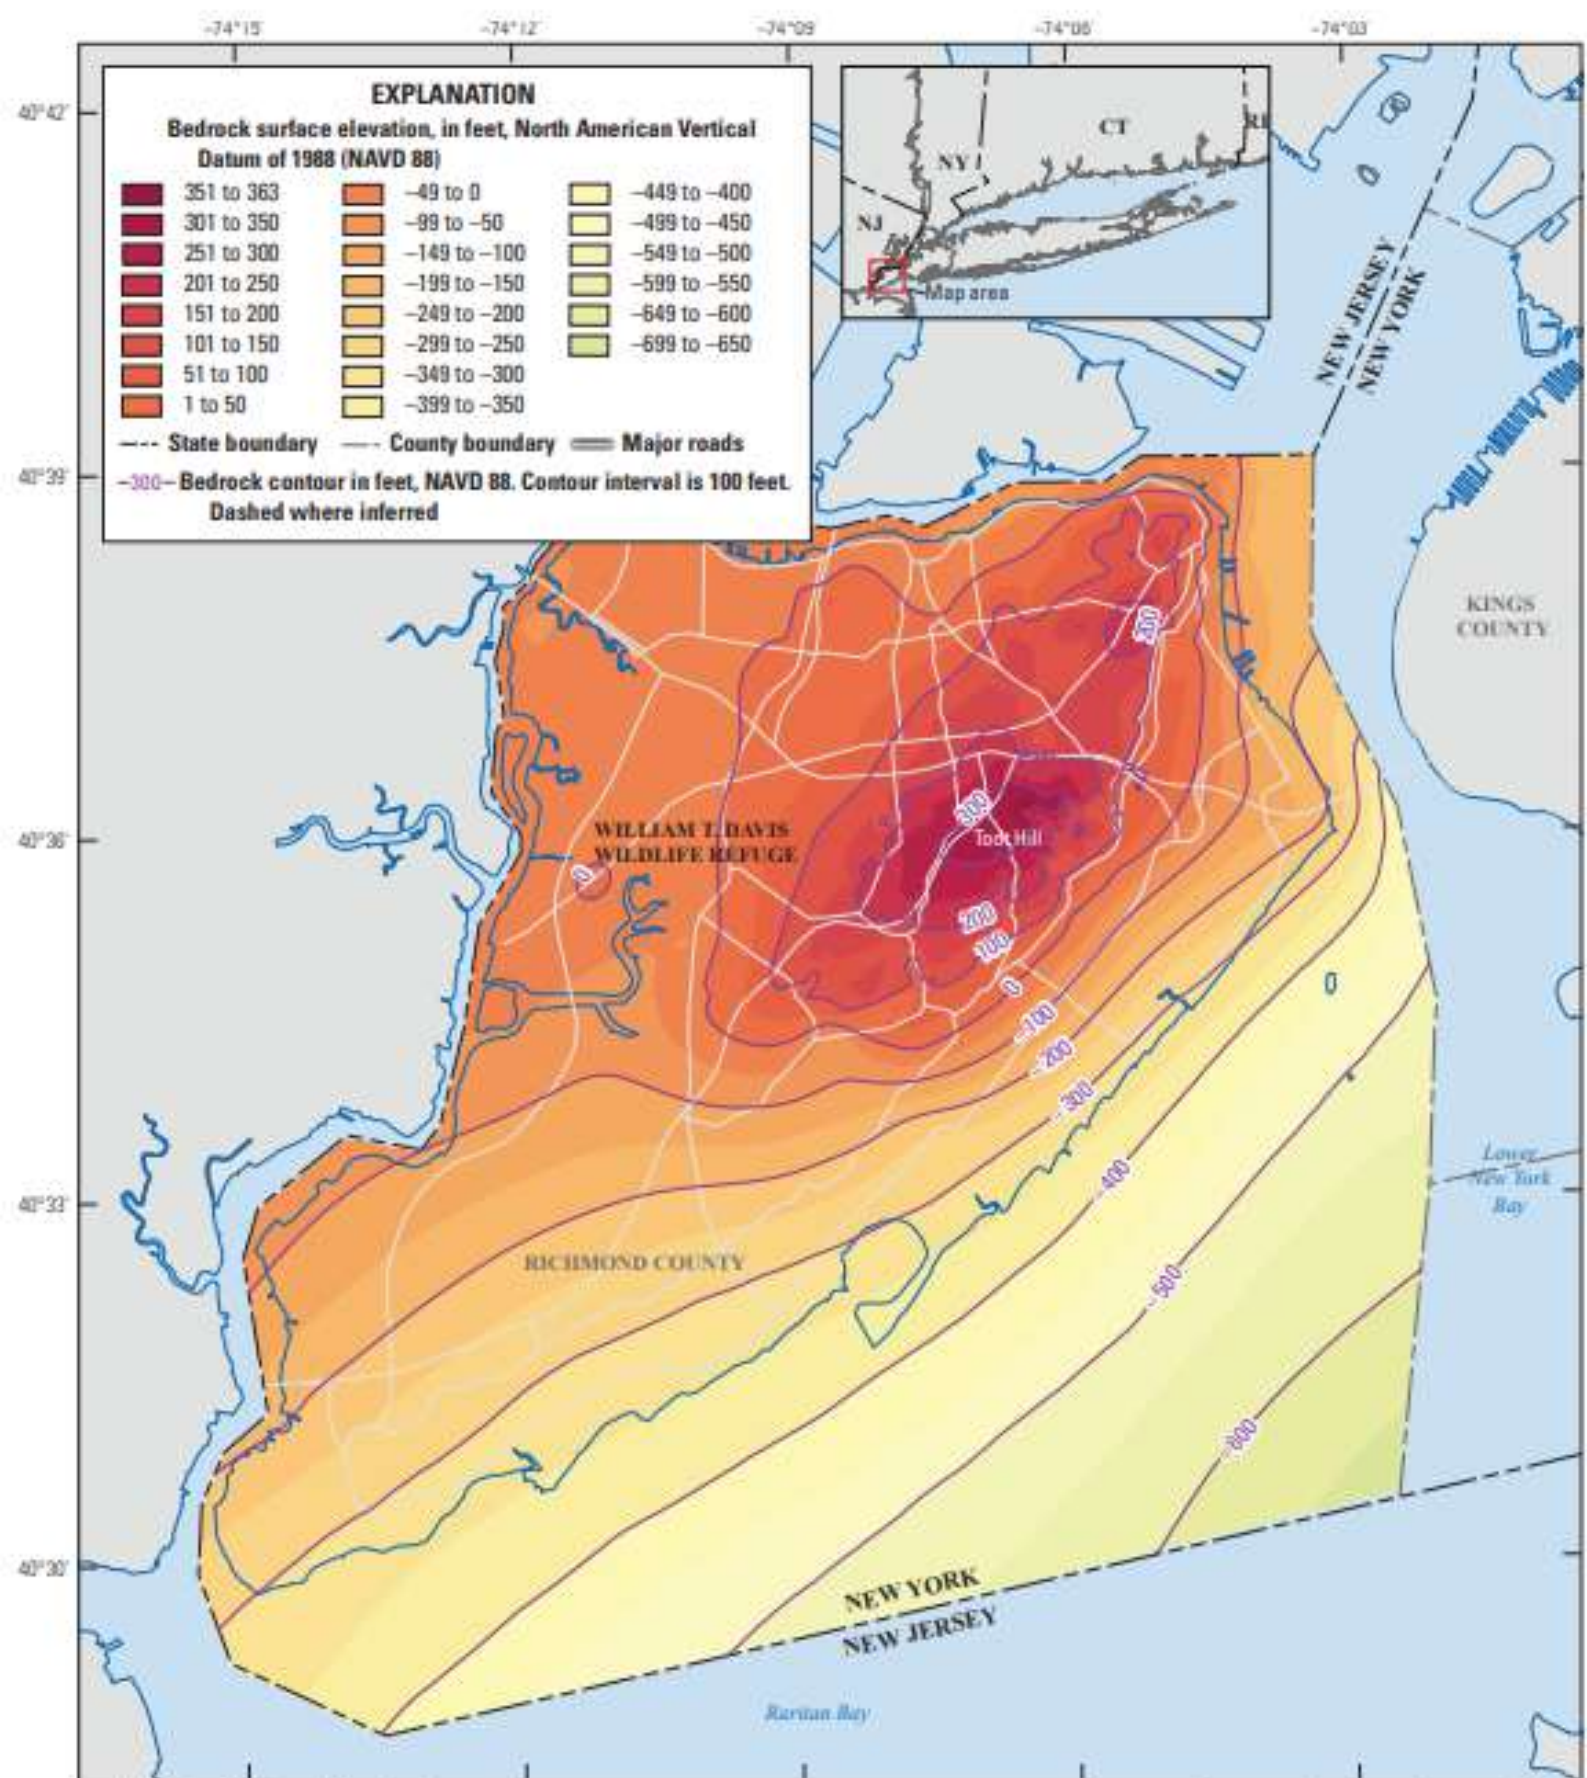 -74°15'
-74°12'
-74°09'
-74°06'
-74°03'
40°42'
40°39'
40°36'
40°33'
40°30'
EXPLANATION
Bedrock surface elevation, in feet, North American Vertical
Datum of 1988 (NAVD 88)
351 to 363
301 to 350
251 to 300
201 to 250
151 to 200
101 to 150
51 to 100
1 to 50
–49 to 0
–99 to –50
–149 to –100
–199 to –150
–249 to –200
–299 to –250
–349 to –300
–399 to –350
–449 to –400
–499 to –450
–549 to –500
–599 to –550
–649 to –600
–699 to –650
State boundary
County boundary
Major roads
–300– Bedrock contour in feet, NAVD 88. Contour interval is 100 feet.
Dashed where inferred
CT
RI
NY
NJ
Map area
NEW JERSEY
NEW YORK
KINGS
COUNTY
200
300
Todt Hill
WILLIAM T. DAVIS
WILDLIFE REFUGE
0
200
100
0
–100
–200
–300
–400
–500
–600
Lower
New York
Bay
RICHMOND COUNTY
NEW YORK
NEW JERSEY
Raritan Bay